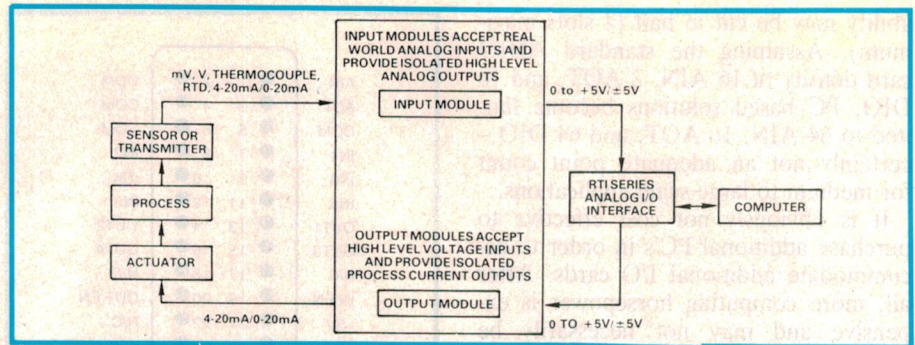 INPUT MODULES ACCEPT REAL
WORLD ANALOG INPUTS AND
PROVIDE ISOLATED HIGH LEVEL
ANALOG OUTPUTS
INPUT MODULE
mV, V, THERMOCOUPLE,
RTD, 4-20mA/0-20mA
0 to +5V/±5V
SENSOR OR
TRANSMITTER
PROCESS
ACTUATOR
4-20mA/0-20mA
RTI SERIES
ANALOG I/O
INTERFACE
COMPUTER
OUTPUT MODULES ACCEPT
HIGH LEVEL VOLTAGE INPUTS
AND PROVIDE ISOLATED
PROCESS CURRENT OUTPUTS
OUTPUT MODULE
0 TO +5V/±5V